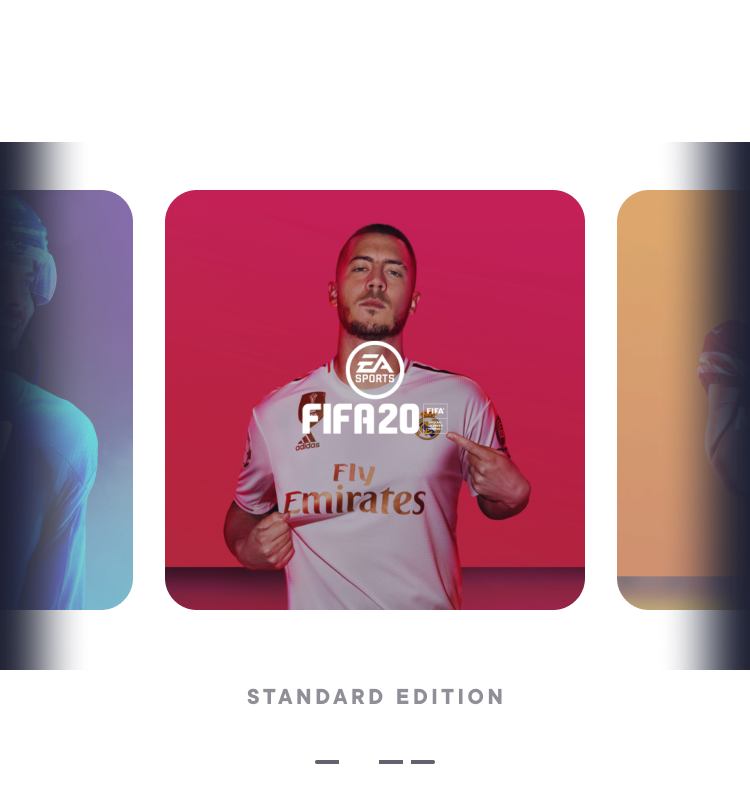 EA
SPORTS
FIFA20
FIFA
adidas
Fly
Emirates
STANDARD EDITION